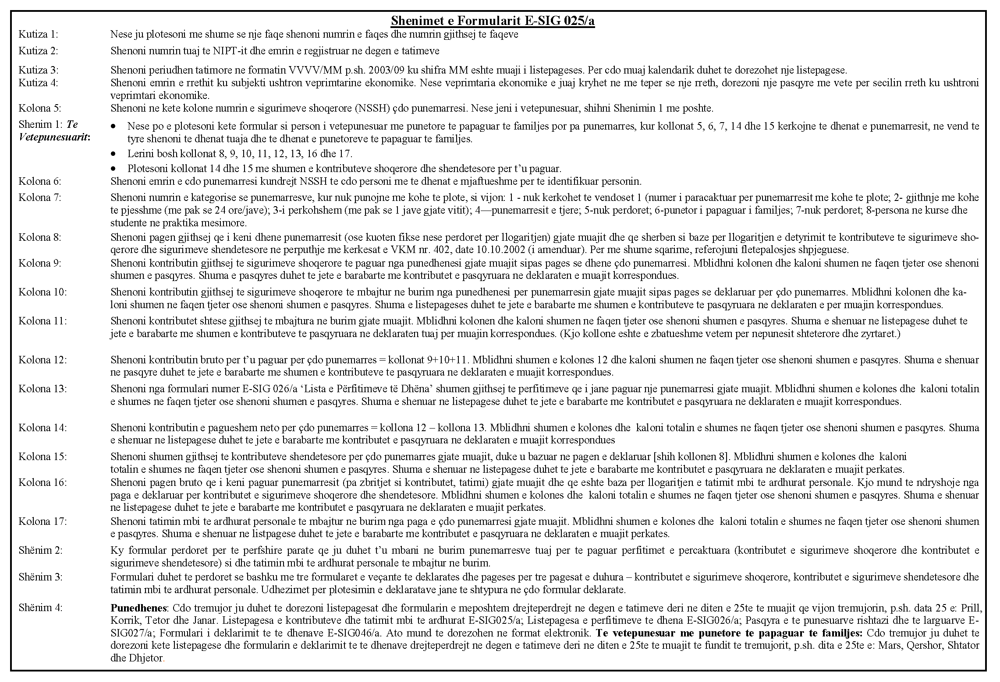 Shenimet e Formularit E-SIG 025/a
Kutiza 1: Nese ju plotesoni me shume se nje faqe shenoni numrin e faqes dhe numrin gjithsej te faqeve
Kutiza 2: Shenoni numrin tuaj te NIPT-it dhe emrin e regjistruar ne degen e tatimeve
Kutiza 3: Shenoni periudhen tatimore ne formatin VVVV/MM p.sh. 2003/09 ku shifra MM eshte muaji i listepageses. Per cdo muaj kalendarik duhet te dorezohet nje listepagese.
Kutiza 4: Shenoni emrin e rrethit ku subjekti ushtron veprimtarine ekonomike. Nese veprimtaria ekonomike e juaj kryhet ne me teper se nje rreth, dorezoni nje pasqyre me vete per secilin rreth ku ushtroni
veprimtari ekonomike.
Kolona 5: Shenoni ne kete kolone numrin e sigurimeve shoqerore (NSSH) çdo punemarresi. Nese jeni i vetepunesuar, shihni Shenimin 1 me poshte.
Shenim 1: Te
Vetepunesuarit:
• Nese po e plotesoni kete formular si person i vetepunesuar me punetore te papaguar te familjes por pa punemarres, kur kollonat 5, 6, 7, 14 dhe 15 kerkojne te dhenat e punemarresit, ne vend te
tyre shenoni te dhenat tuaja dhe te dhenat e punetoreve te papaguar te familjes.
• Lerini bosh kollonat 8, 9, 10, 11, 12, 13, 16 dhe 17.
• Plotesoni kollonat 14 dhe 15 me shumen e kontributeve shoqerore dhe shendetesore per t’u paguar.
Kolona 6: Shenoni emrin e cdo punemarresi kundrejt NSSH te cdo personi me te dhenat e mjaftueshme per te identifikuar personin.
Kolona 7: Shenoni numrin e kategorise se punemarresve, kur nuk punojne me kohe te plote, si vijon: 1 - nuk kerkohet te vendoset 1 (numer i paracaktuar per punemarresit me kohe te plote; 2- gjithnje me kohe
te pjesshme (me pak se 24 ore/jave); 3-i perkohshem (me pak se 1 jave gjate vitit); 4—punemarresit e tjere; 5-nuk perdoret; 6-punetor i papaguar i familjes; 7-nuk perdoret; 8-persona ne kurse dhe
studente ne praktika mesimore.
Kolona 8: Shenoni pagen gjithsej qe i keni dhene punemarresit (ose kuoten fikse nese perdoret per llogaritjen) gjate muajit dhe qe sherben si baze per llogaritjen e detyrimit te kontributeve te sigurimeve sho-
qerore dhe sigurimeve shendetesore ne perputhje me kerkesat e VKM nr. 402, date 10.10.2002 (i amenduar). Per me shume sqarime, referojuni fletepalosjes shpjeguese.
Kolona 9: Shenoni kontributin gjithsej te sigurimeve shoqerore te paguar nga punedhenesi gjate muajit sipas pages se dhene çdo punemarresi. Mblidhni kolonen dhe kaloni shumen ne faqen tjeter ose shenoni
shumen e pasqyres. Shuma e pasqyres duhet te jete e barabarte me kontributet e pasqyruara ne deklaraten e muajit korrespondues.
Kolona 10: Shenoni kontributin gjithsej te sigurimeve shoqerore te mbajtur ne burim nga punedhenesi per punemarresin gjate muajit sipas pages se deklaruar per çdo punemarres. Mblidhni kolonen dhe ka-
loni shumen ne faqen tjeter ose shenoni shumen e pasqyres. Shuma e listepageses duhet te jete e barabarte me shumen e kontributeve te pasqyruara ne deklaraten e per muajin korrespondues.
Kolona 11: Shenoni kontributet shtese gjithsej te mbajtura ne burim gjate muajit. Mblidhni kolonen dhe kaloni shumen ne faqen tjeter ose shenoni shumen e pasqyres. Shuma e shenuar ne listepagese duhet te
jete e barabarte me shumen e kontributeve te pasqyruara ne deklaraten tuaj per muajin korrespondues. (Kjo kollone eshte e zbatueshme vetem per nepunesit shteterore dhe zyrtaret.)
Kolona 12: Shenoni kontributin bruto per t’u paguar per çdo punemarres = kollonat 9+10+11. Mblidhni shumen e kolones 12 dhe kaloni shumen ne faqen tjeter ose shenoni shumen e pasqyres. Shuma e shenuar
ne pasqyre duhet te jete e barabarte me shumen e kontributeve te pasqyruara ne deklaraten e muajit korrespondues.
Kolona 13: Shenoni nga formulari numer E-SIG 026/a ‘Lista e Përfitimeve të Dhëna’ shumen gjithsej te perfitimeve qe i jane paguar nje punemarresi gjate muajit. Mblidhni shumen e kolones dhe kaloni totalin
e shumes ne faqen tjeter ose shenoni shumen e pasqyres. Shuma e shenuar ne listepagese duhet te jete e barabarte me kontributet e pasqyruara ne deklaraten e muajit korrespondues.
Kolona 14: Shenoni kontributin e pagueshem neto per çdo punemarres = kollona 12 – kollona 13. Mblidhni shumen e kolones dhe kaloni totalin e shumes ne faqen tjeter ose shenoni shumen e pasqyres. Shuma
e shenuar ne listepagese duhet te jete e barabarte me kontributet e pasqyruara ne deklaraten e muajit korrespondues
Kolona 15: Shenoni shumen gjithsej te kontributeve shendetesore per çdo punemarres gjate muajit, duke u bazuar ne pagen e deklaruar [shih kollonen 8]. Mblidhni shumen e kolones dhe kaloni
totalin e shumes ne faqen tjeter ose shenoni shumen e pasqyres. Shuma e shenuar ne listepagese duhet te jete e barabarte me kontributet e pasqyruara ne deklaraten e muajit perkates.
Kolona 16: Shenoni pagen bruto qe i keni paguar punemarresit (pa zbritjet si kontributet, tatimi) gjate muajit dhe qe eshte baza per llogaritjen e tatimit mbi te ardhurat personale. Kjo mund te ndryshoje nga
paga e deklaruar per kontributet e sigurimeve shoqerore dhe shendetesore. Mblidhni shumen e kolones dhe kaloni totalin e shumes ne faqen tjeter ose shenoni shumen e pasqyres. Shuma e shenuar
ne listepagese duhet te jete e barabarte me kontributet e pasqyruara ne deklaraten e muajit perkates.
Kolona 17: Shenoni tatimin mbi te ardhurat personale te mbajtur ne burim nga paga e çdo punemarresi gjate muajit. Mblidhni shumen e kolones dhe kaloni totalin e shumes ne faqen tjeter ose shenoni shumen
e pasqyres. Shuma e shenuar ne listpagese duhet te jete e barabarte me kontributet e pasqyruara ne deklaraten e muajit perkates.
Shënim 2: Ky formular perdoret per te perfshire parate qe ju duhet t’u mbani ne burim punemarresve tuaj per te paguar perfitimet e percaktuara (kontributet e sigurimeve shoqerore dhe kontributet e
sigurimeve shendetesore) si dhe tatimin mbi te ardhurat personale te mbajtur ne burim.
Shënim 3: Formulari duhet te perdoret se bashku me tre formularet e veçante te deklarates dhe pageses per tre pagesat e duhura – kontributet e sigurimeve shoqerore, kontributet e sigurimeve shendetesore dhe
tatimin mbi te ardhurat personale. Udhezimet per plotesimin e deklaratave jane te shtypura ne çdo formular deklarate.
Shënim 4: Punedhenes: Cdo tremujor ju duhet te dorezoni listepagesat dhe formularin e meposhtem drejteperdrejt ne degen e tatimeve deri ne diten e 25te te muajit qe vijon tremujorin, p.sh. data 25 e: Prill,
Korrik, Tetor dhe Janar. Listepagesa e kontributeve dhe tatimit mbi te ardhurat E-SIG025/a; Listepagesa e perfitimeve te dhena E-SIG026/a; Pasqyra e te punesuarve rishtazi dhe te larguarve E-
SIG027/a; Formulari i deklarimit te te dhenave E-SIG046/a. Ato mund te dorezohen ne format elektronik. Te vetepunesuar me punetore te papaguar te familjes: Cdo tremujor ju duhet te
dorezoni kete listepagese dhe formularin e deklarimit te te dhenave drejteperdrejt ne degen e tatimeve deri ne diten e 25te te muajit te fundit te tremujorit, p.sh. dita e 25te e: Mars, Qershor, Shtator
dhe Dhjetor.